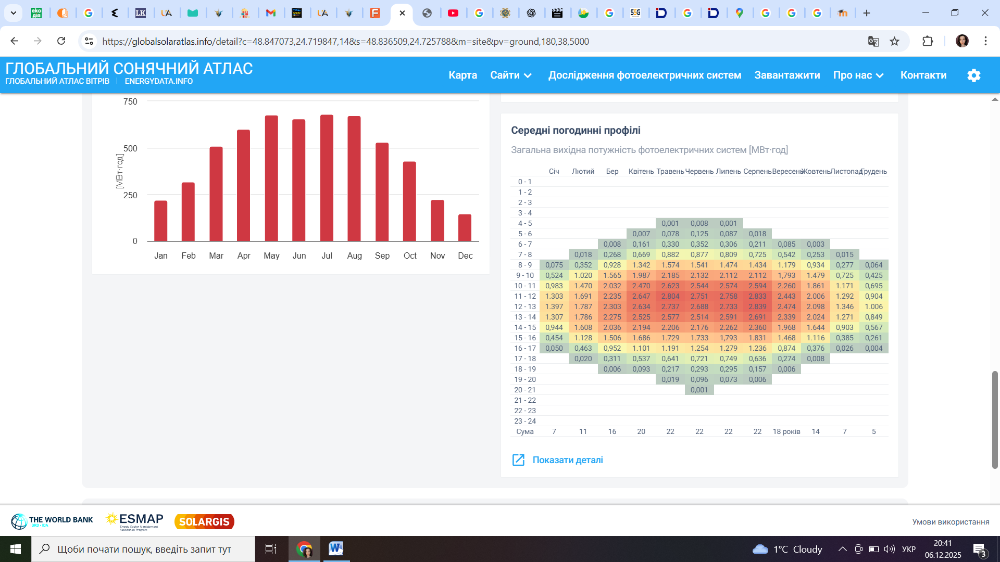 https://globalsolaratlas.info/detail?c=48.847073,24.719847,14&s=48.836509,24.725788&m=site&pv=ground,180,38,5000
ГЛОБАЛЬНИЙ СОНЯЧНИЙ АТЛАС
ГЛОБАЛЬНИЙ АТЛАС ВІТРІВ | ENERGYDATA.INFO
Карта Сайти Дослідження фотоелектричних систем Завантажити Про нас Контакти
750
500
250
0
[МВт·год]
Jan Feb Mar Apr May Jun Jul Aug Sep Oct Nov Dec
Середні погодинні профілі
Загальна вихідна потужність фотоелектричних систем [МВт·год]
Січ Лютий Бер Квітень Травень Червень Липень Серпень Вересень Жовтень Листопад Грудень
0 - 1
1 - 2
2 - 3
3 - 4
4 - 5 0,001 0,008 0,001
5 - 6 0,007 0,078 0,125 0,087 0,018
6 - 7 0,008 0,161 0,330 0,352 0,306 0,211 0,085 0,003
7 - 8 0,018 0,268 0,669 0,882 0,877 0,809 0,725 0,542 0,253 0,015
8 - 9 0,075 0,352 0,928 1.342 1.574 1.541 1.474 1.434 1.179 0,934 0,277 0,064
9 - 10 0,524 1.020 1.565 1.987 2.185 2.132 2.112 2.112 1,793 1.479 0,725 0,425
10 - 11 0,983 1.470 2.032 2.470 2.623 2.544 2.574 2.594 2.260 1.861 1.171 0,695
11 - 12 1.303 1.691 2.235 2.647 2.804 2.751 2.758 2.833 2.443 2.006 1.292 0,904
12 - 13 1.397 1.787 2.303 2.634 2.737 2.688 2.733 2.839 2.474 2.098 1.346 1.006
13 - 14 1.307 1.786 2.275 2.525 2.577 2.514 2.591 2.691 2.339 2.024 1.271 0,849
14 - 15 0,944 1.608 2.036 2.194 2.206 2.176 2.262 2.360 1.968 1.644 0,903 0,567
15 - 16 0,454 1.128 1.506 1.686 1.729 1.733 1,793 1.831 1.468 1.116 0,385 0,261
16 - 17 0,050 0,463 0,952 1.101 1.191 1.254 1.279 1.236 0,874 0,376 0,026 0,004
17 - 18 0,020 0,311 0,537 0,641 0,721 0,749 0,636 0,274 0,008
18 - 19 0,006 0,093 0,217 0,293 0,295 0,157 0,006
19 - 20 0,019 0,096 0,073 0,006
20 - 21 0,001
21 - 22
22 - 23
23 - 24
Сума 7 11 16 20 22 22 22 22 18 років 14 7 5
Показати деталі
THE WORLD BANK
IBRD • IDA
ESMAP
Energy Sector Management
Assistance Program
SOLARGIS
Умови використання
Щоби почати пошук, введіть запит тут
1°C Cloudy
УКР
20:41
06.12.2025
3